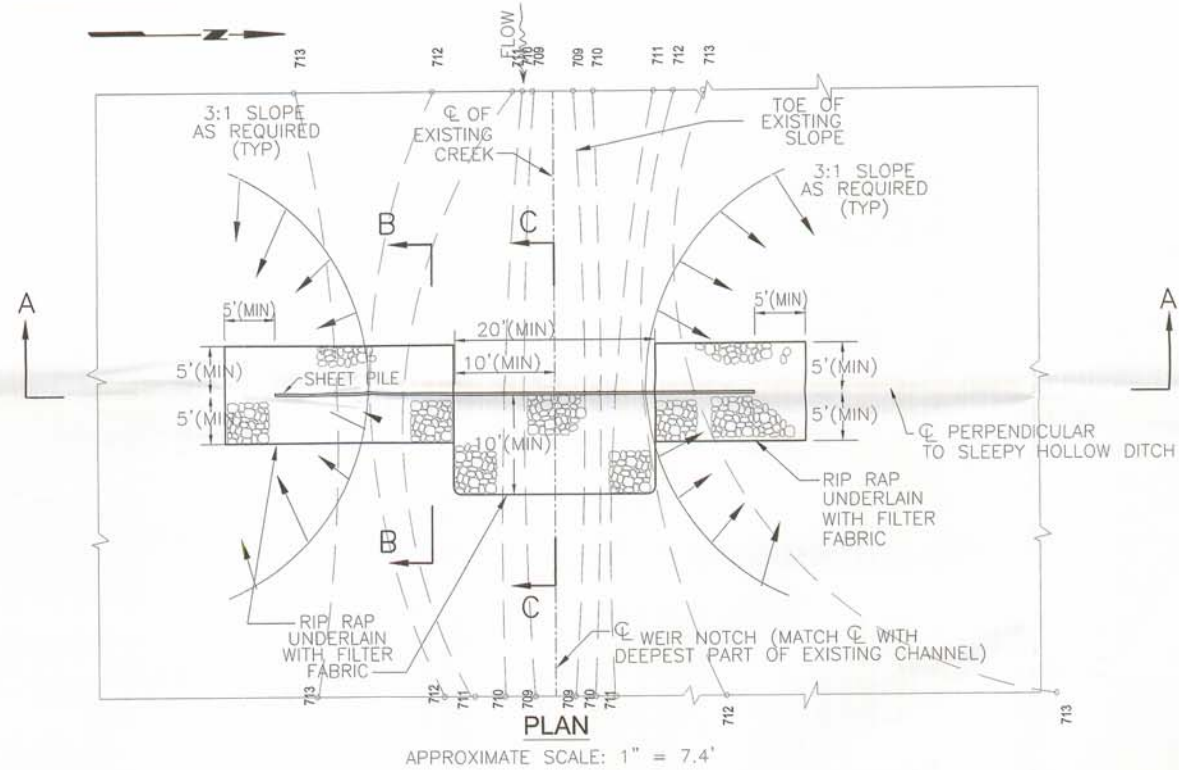 FLOW
N
713
712
711
710
709
709
710
711
712
713
3:1 SLOPE
AS REQUIRED
(TYP)
℄ OF
EXISTING
CREEK
TOE OF
EXISTING
SLOPE
3:1 SLOPE
AS REQUIRED
(TYP)
B
C
A
A
5'(MIN)
20'(MIN)
5'(MIN)
10'(MIN)
5'(MIN)
5'(MIN)
SHEET PILE
5'(MIN)
5'(MIN)
10'(MIN)
℄ PERPENDICULAR
TO SLEEPY HOLLOW DITCH
RIP RAP
UNDERLAIN
WITH FILTER
FABRIC
B
C
RIP RAP
UNDERLAIN
WITH FILTER
FABRIC
℄ WEIR NOTCH (MATCH ℄ WITH
DEEPEST PART OF EXISTING CHANNEL)
713
712
711
710
709
709
710
711
712
713
PLAN
APPROXIMATE SCALE: 1" = 7.4'